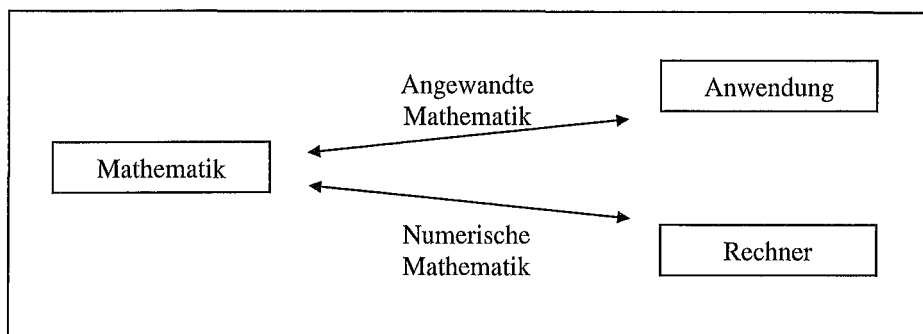 Angewandte
Mathematik
Anwendung
Mathematik
Numerische
Mathematik
Rechner